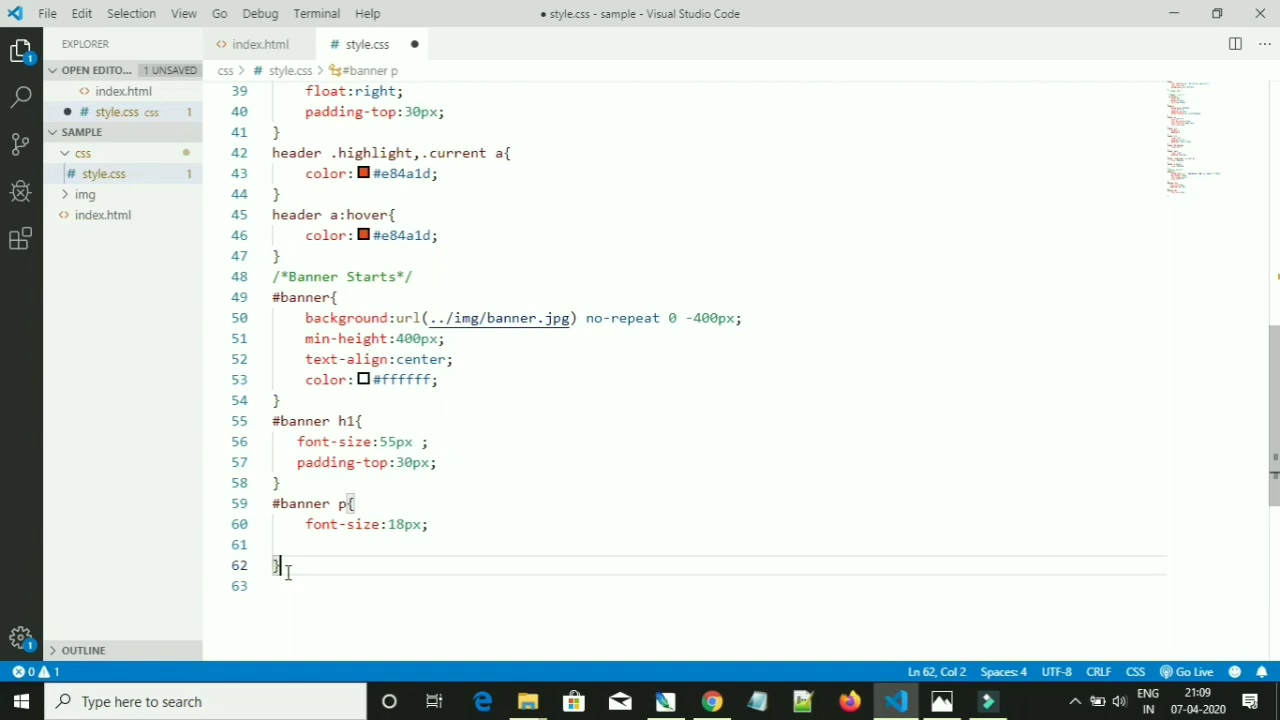 File Edit Selection View Go Debug Terminal Help
● style.css - sample - Visual Studio Code
EXPLORER
OPEN EDITO... 1 UNSAVED
<> index.html
● # style.css css 1
SAMPLE
css
# style.css 1
img
<> index.html
OUTLINE
<> index.html # style.css ●
css > # style.css > #banner p
39 float:right;
40 padding-top:30px;
41 }
42 header .highlight,.current a{
43 color: #e84a1d;
44 }
45 header a:hover{
46 color: #e84a1d;
47 }
48 /*Banner Starts*/
49 #banner{
50 background:url(../img/banner.jpg) no-repeat 0 -400px;
51 min-height:400px;
52 text-align:center;
53 color: #ffffff;
54 }
55 #banner h1{
56 font-size:55px ;
57 padding-top:30px;
58 }
59 #banner p{
60 font-size:18px;
61
62 }
63
0 1 Ln 62, Col 2 Spaces: 4 UTF-8 CRLF CSS Go Live
Type here to search
ENG
IN
21:09
07-04-2020